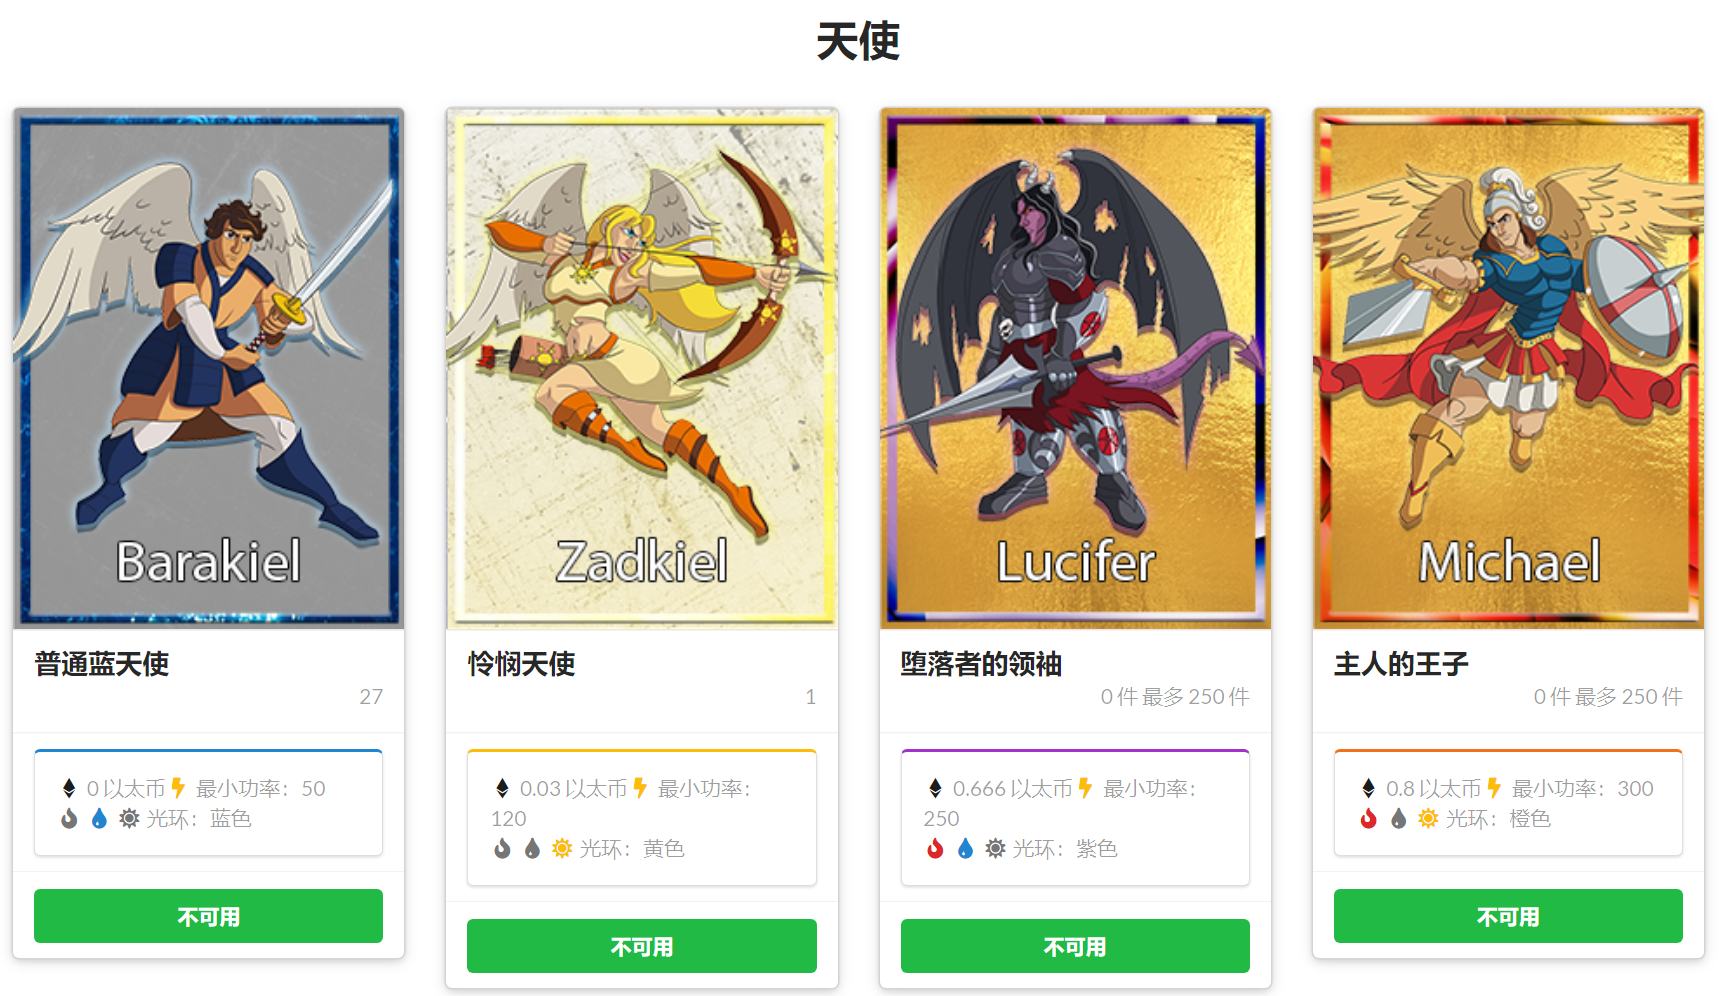 天使
Barakiel
普通蓝天使
27
0 以太币 最小功率：50
光环：蓝色
不可用
Zadkiel
怜悯天使
1
0.03 以太币 最小功率：
120
光环：黄色
不可用
Lucifer
堕落者的领袖
0 件 最多 250 件
0.666 以太币 最小功率：
250
光环：紫色
不可用
Michael
主人的王子
0 件 最多 250 件
0.8 以太币 最小功率：300
光环：橙色
不可用